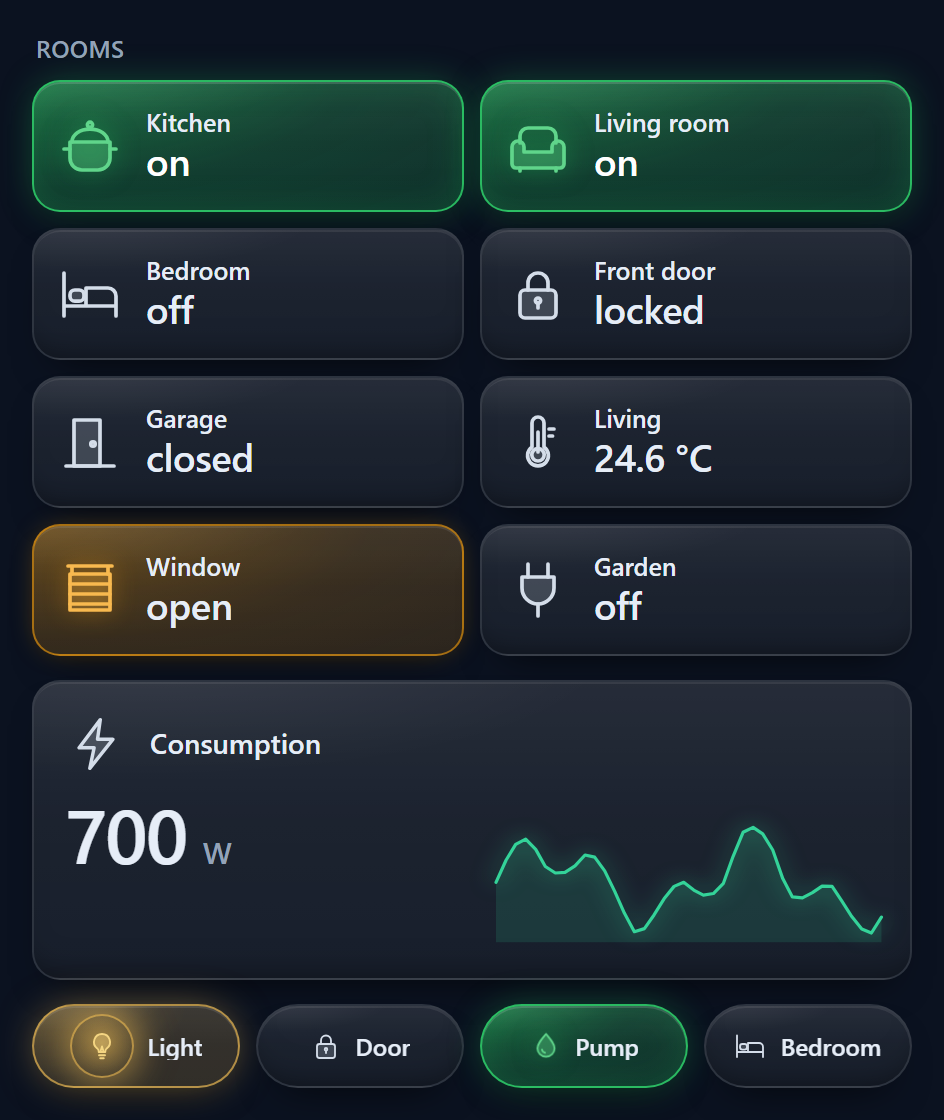 ROOMS
Kitchen
on
Living room
on
Bedroom
off
Front door
locked
Garage
closed
Living
24.6 °C
Window
open
Garden
off
Consumption
700 W
Light
Door
Pump
Bedroom